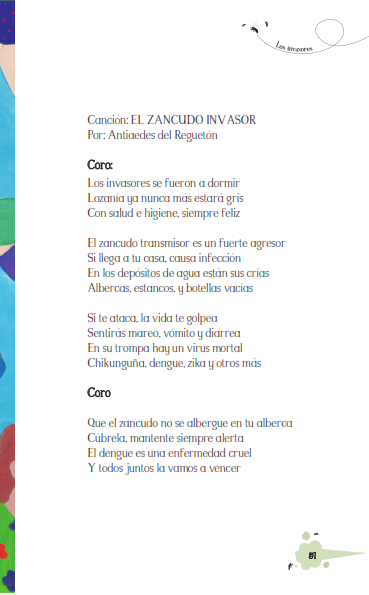 Los invasores
Canción: EL ZANCUDO INVASOR
Por: Antiaedes del Reguetón
Coro:
Los invasores se fueron a dormir
Lozanía ya nunca más estará gris
Con salud e higiene, siempre feliz
El zancudo transmisor es un fuerte agresor
Si llega a tu casa, causa infección
En los depósitos de agua están sus crías
Albercas, estancos, y botellas vacías
Si te ataca, la vida te golpea
Sentirás mareo, vómito y diarrea
En su trompa hay un virus mortal
Chikunguña, dengue, zika y otros más
Coro
Que el zancudo no se albergue en tu alberca
Cúbrela, mantente siempre alerta
El dengue es una enfermedad cruel
Y todos juntos la vamos a vencer